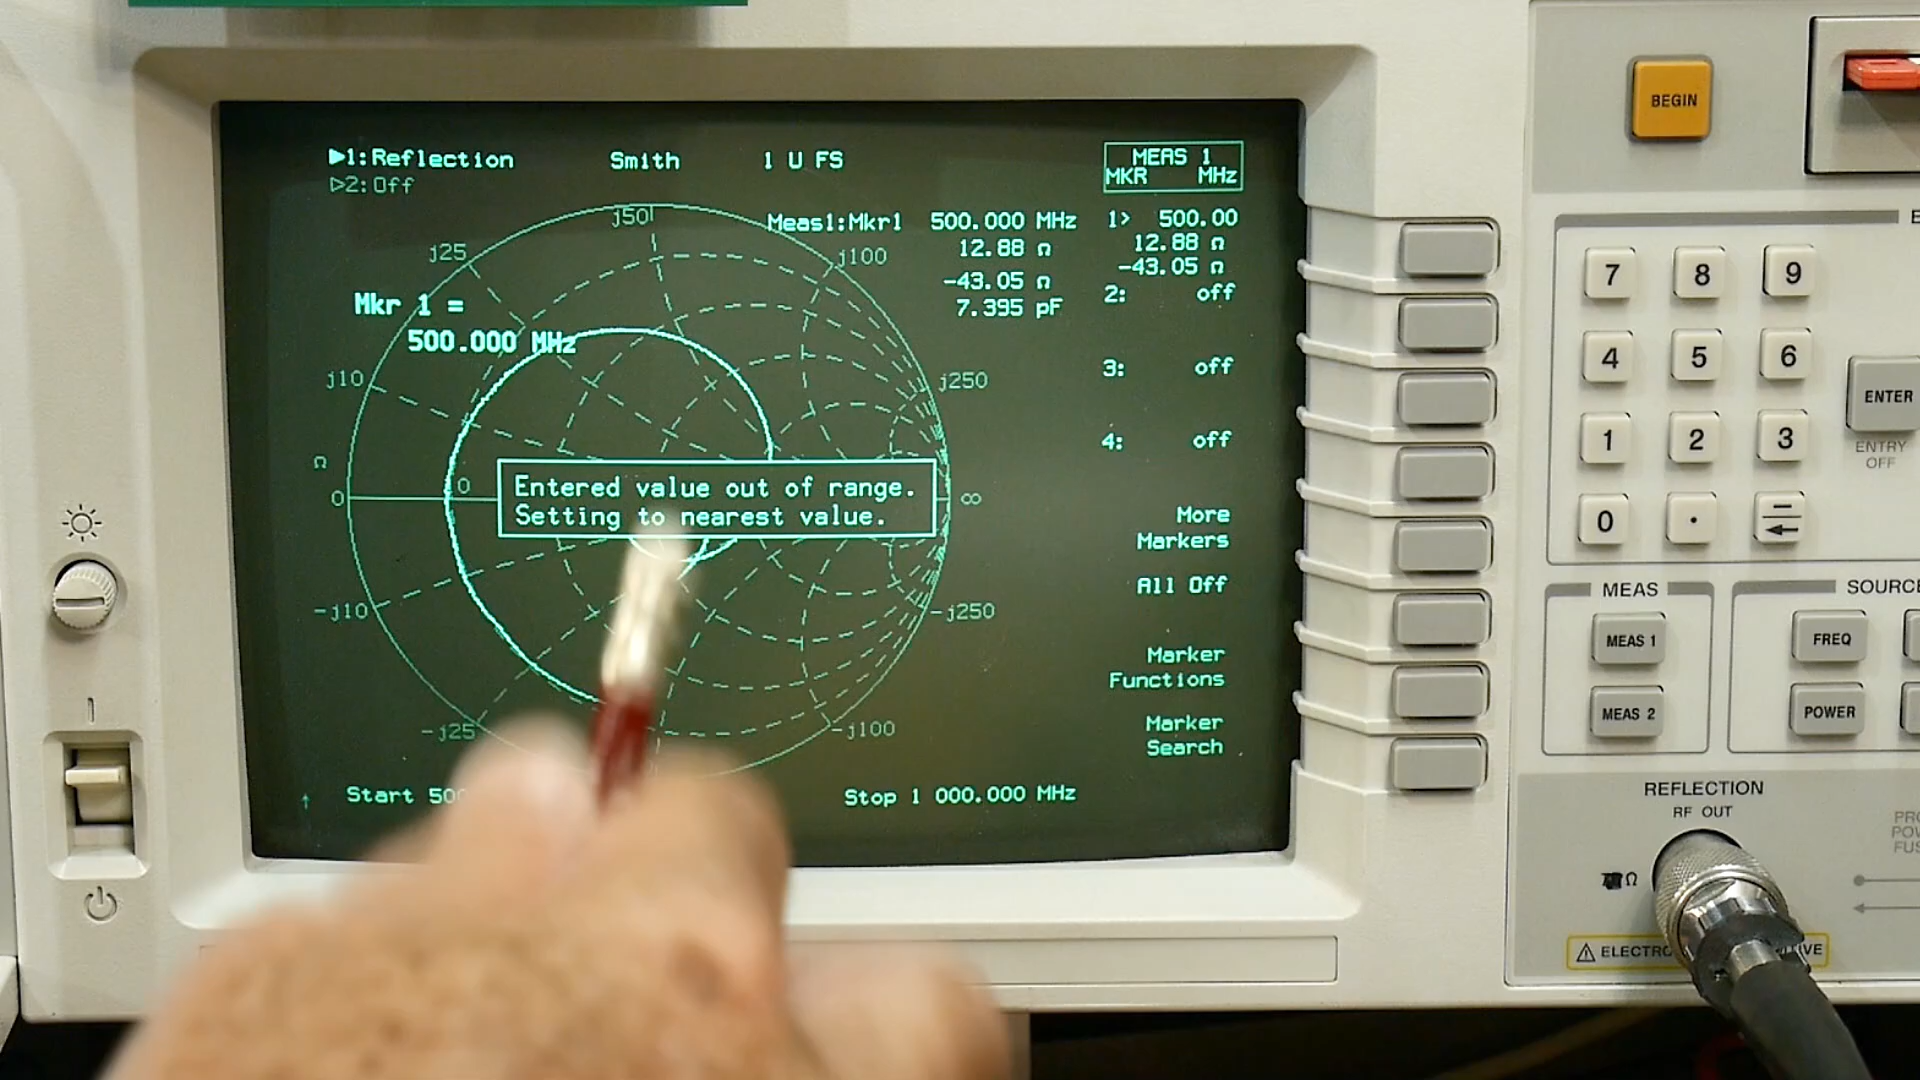 ▶1:Reflection Smith 1 U FS
▷2:Off
MEAS 1
MKR MHz
Meas1:Mkr1 500.000 MHz
12.88 Ω
-43.05 Ω
7.395 pF
1> 500.00
12.88 Ω
-43.05 Ω
2: off
3: off
4: off
More
Markers
All Off
Marker
Functions
Marker
Search
Mkr 1 =
500.000 MHz
j50
j25
j100
j10
j250
Ω
0
0
∞
Entered value out of range.
Setting to nearest value.
-j10
-j250
-j25
-j100
Start
Stop 1 000.000 MHz
BEGIN
7 8 9
4 5 6
1 2 3
0 . -
ENTER
ENTRY
OFF
MEAS
MEAS 1
MEAS 2
FREQ
POWER
REFLECTION
RF OUT
Ω